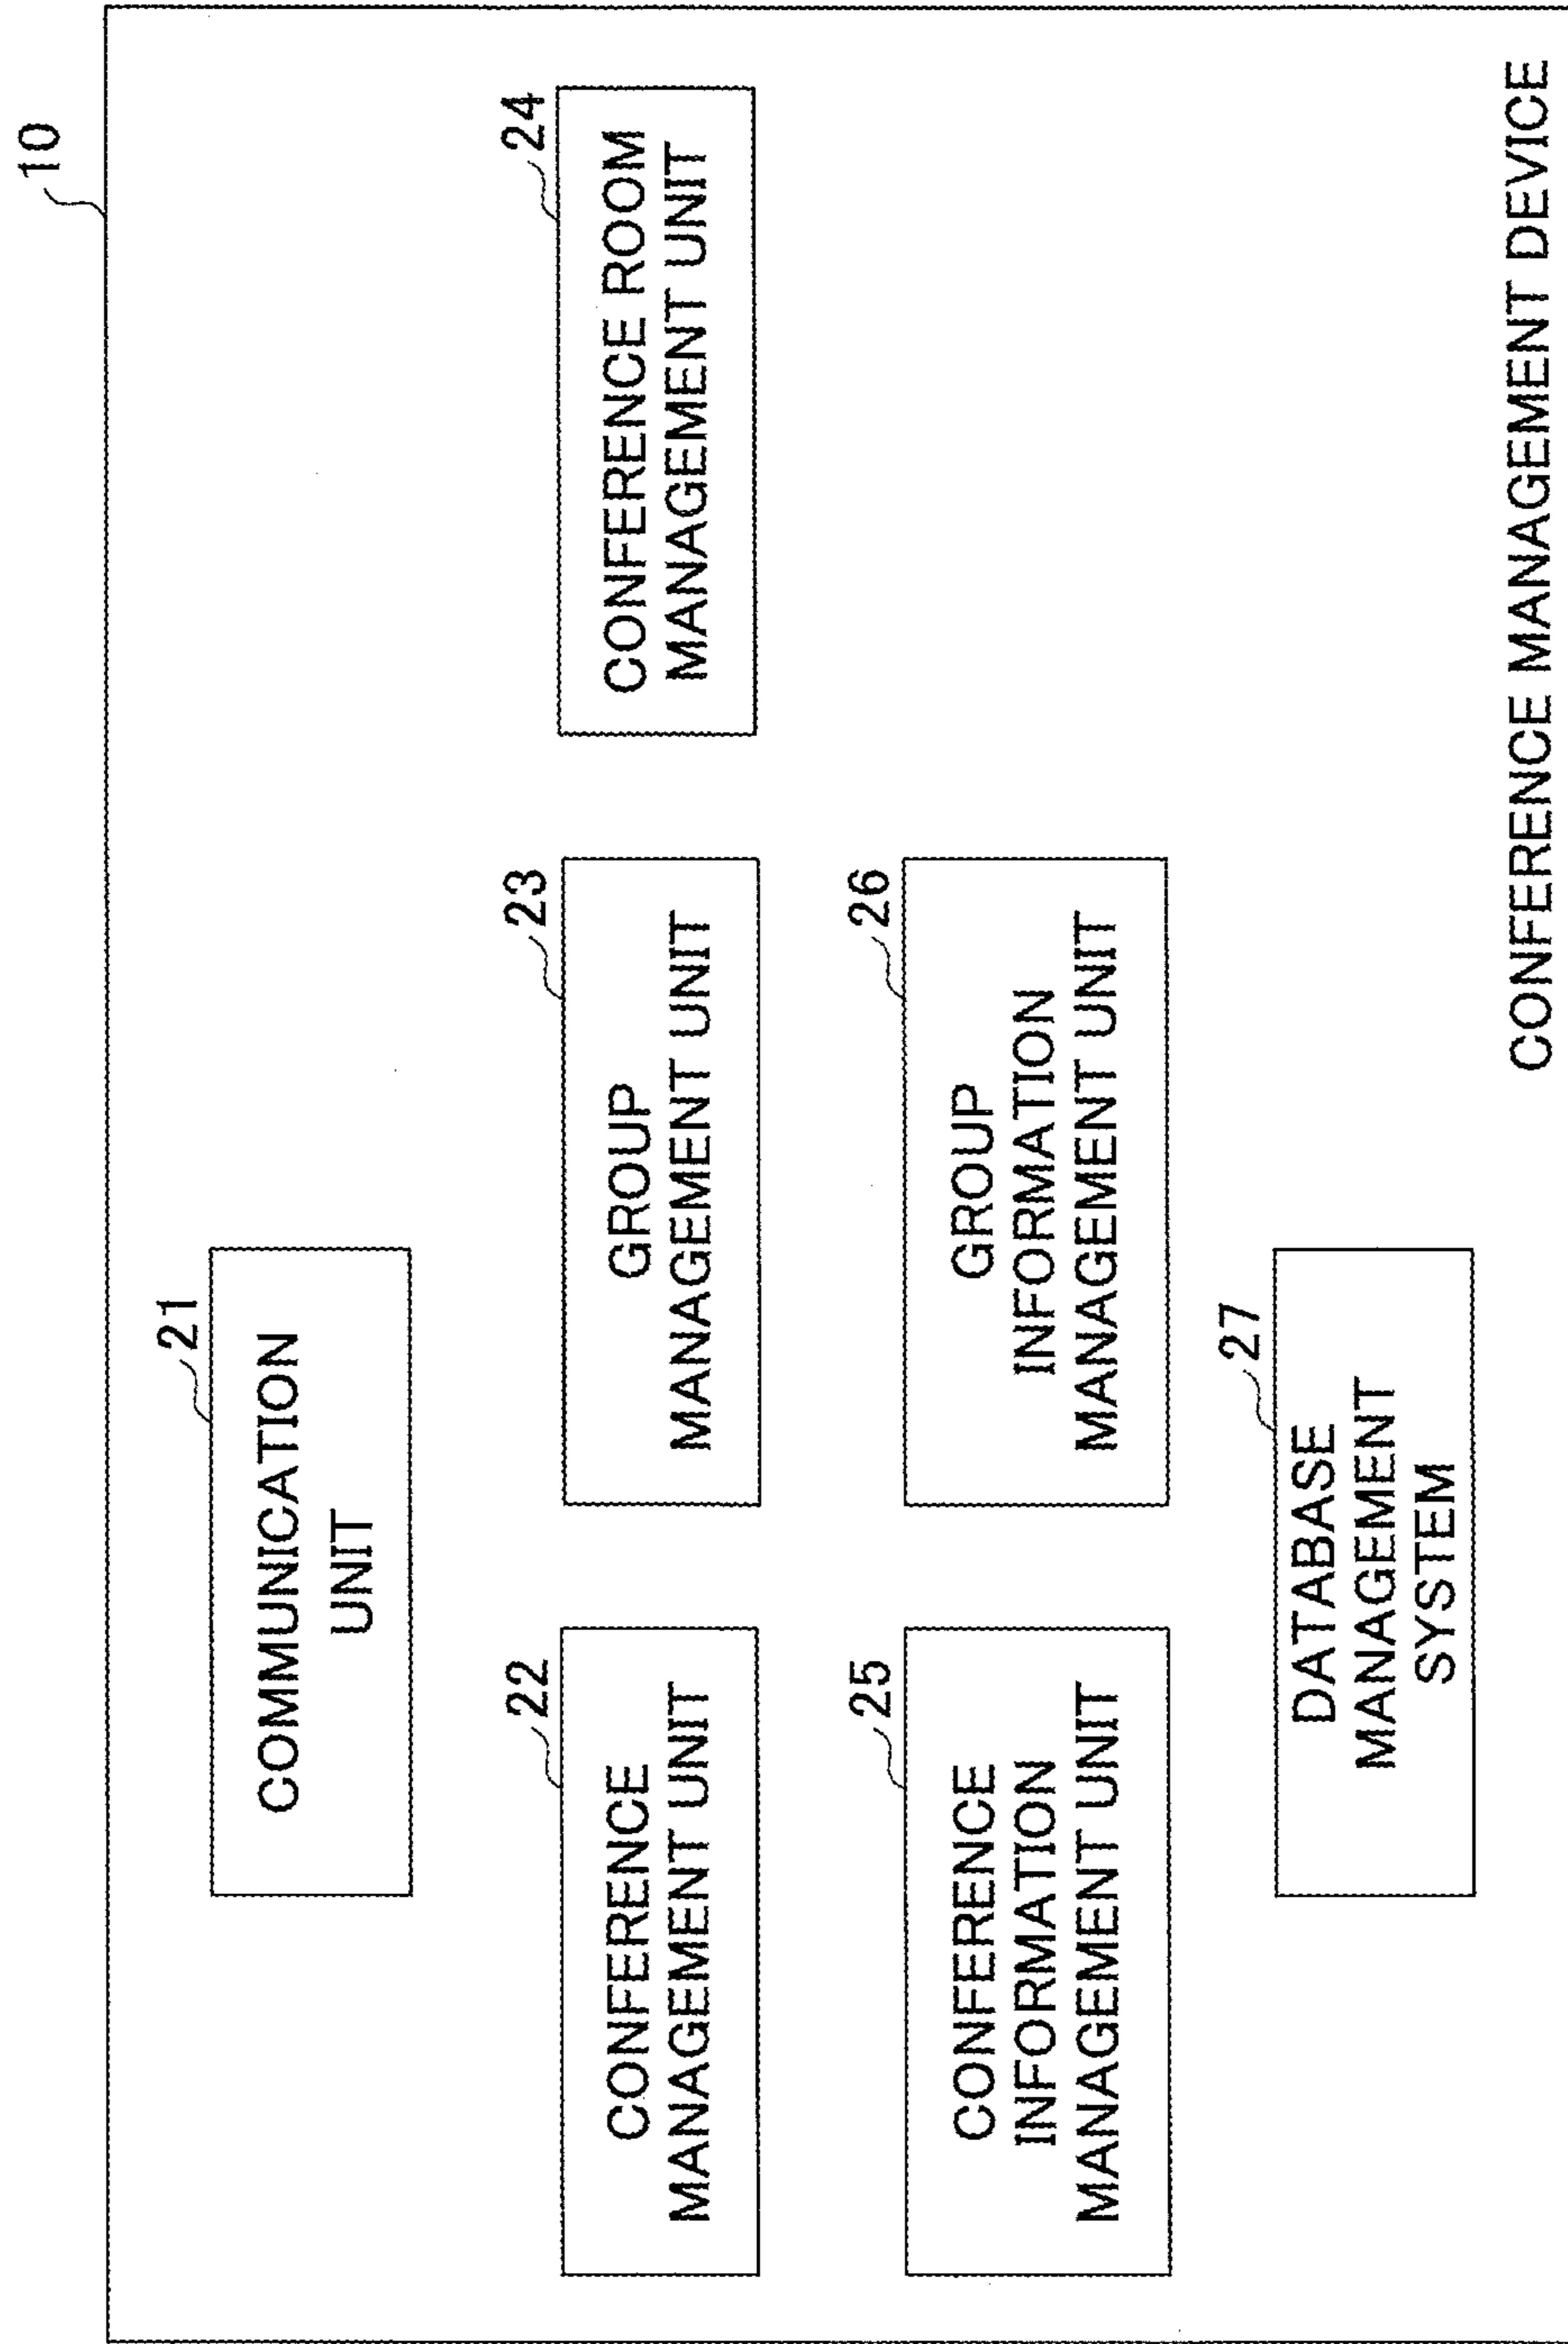 10
21
COMMUNICATION
UNIT
22
CONFERENCE
MANAGEMENT UNIT
23
GROUP
MANAGEMENT UNIT
24
CONFERENCE ROOM
MANAGEMENT UNIT
25
CONFERENCE
INFORMATION
MANAGEMENT UNIT
26
GROUP
INFORMATION
MANAGEMENT UNIT
27
DATABASE
MANAGEMENT
SYSTEM
CONFERENCE MANAGEMENT DEVICE